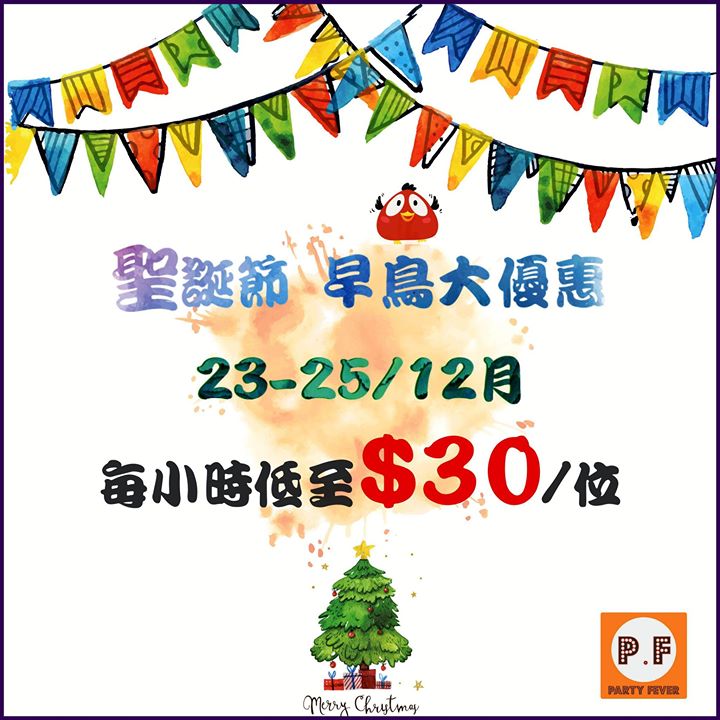 聖誕節 早鳥大優惠
23-25/12月
每小時低至$30/位
Merry Christmas
P.F
PARTY FEVER